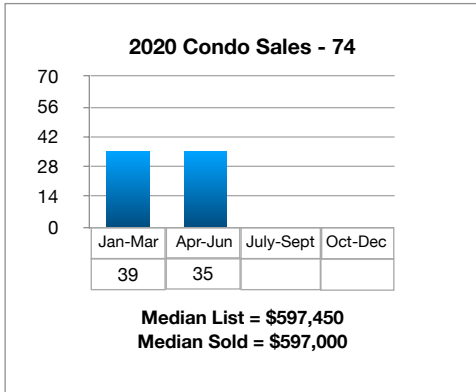 2020 Condo Sales - 74
70
56
42
28
14
0
Jan-Mar Apr-Jun July-Sept Oct-Dec
39 35
Median List = $597,450
Median Sold = $597,000